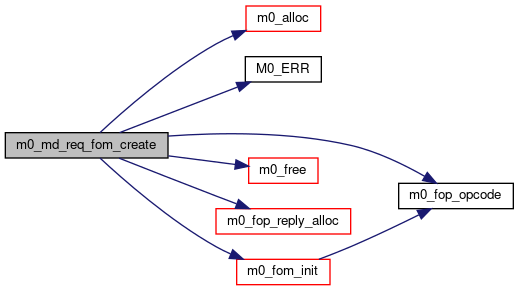 m0_alloc
M0_ERR
m0_md_req_fom_create
m0_free
m0_fop_opcode
m0_fop_reply_alloc
m0_fom_init